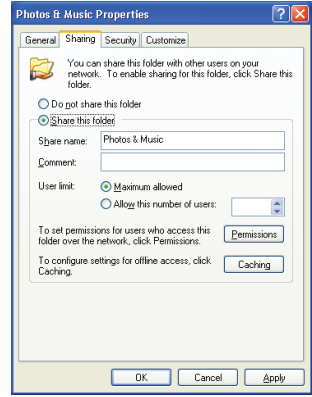 Photos & Music Properties
General Sharing Security Customize
You can share this folder with other users on your
network. To enable sharing for this folder, click Share this
folder.
Do not share this folder
Share this folder
Share name: Photos & Music
Comment:
User limit: Maximum allowed
Allow this number of users:
To set permissions for users who access this
folder over the network, click Permissions.
Permissions
To configure settings for offline access, click
Caching.
Caching
OK Cancel Apply